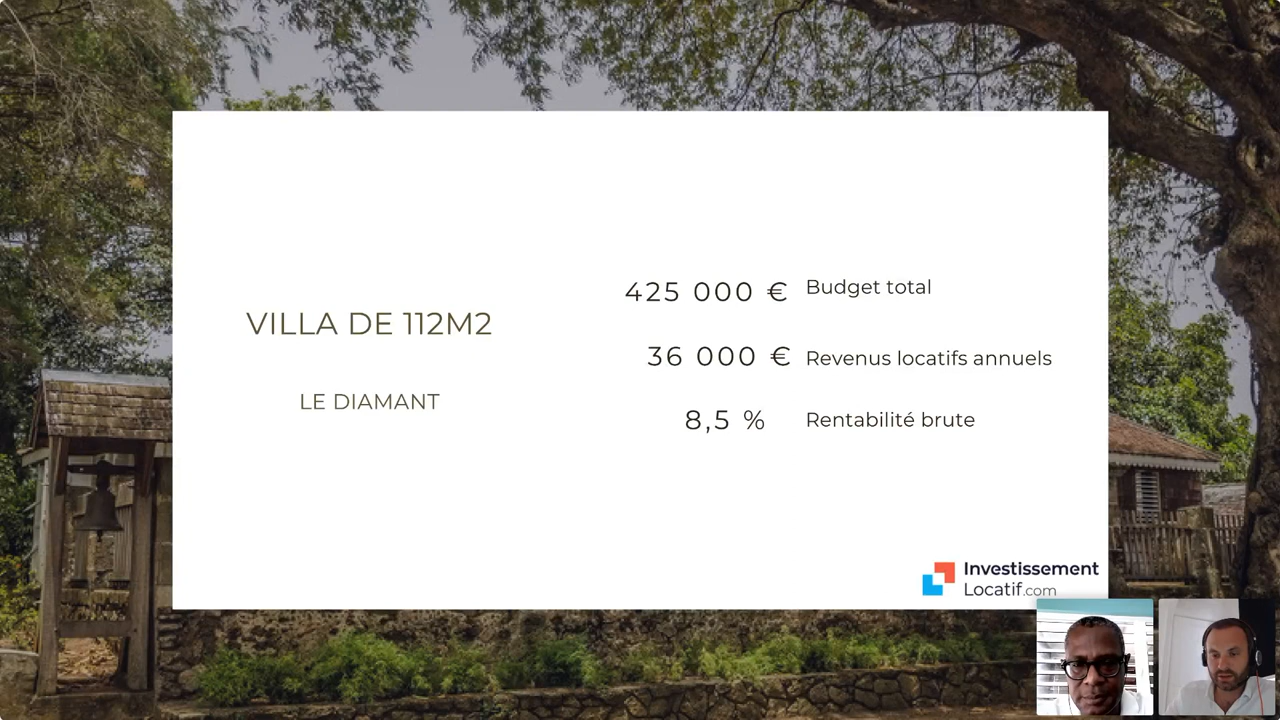 VILLA DE 112M2
LE DIAMANT
425 000 € Budget total
36 000 € Revenus locatifs annuels
8,5 % Rentabilité brute
Investissement
Locatif.com